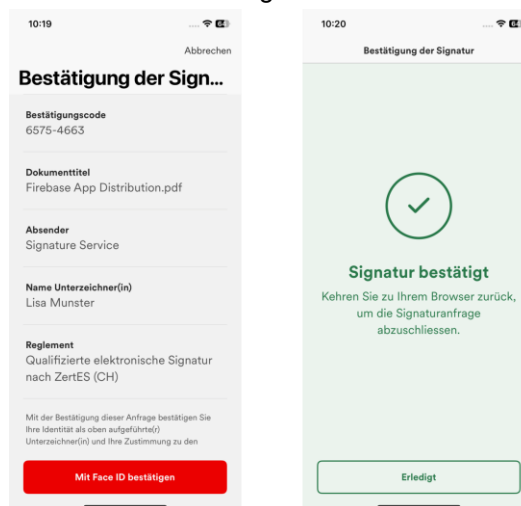 10:19
64
Abbrechen
Bestätigung der Sign...
Bestätigungscode
6575-4663
Dokumenttitel
Firebase App Distribution.pdf
Absender
Signature Service
Name Unterzeichner(in)
Lisa Munster
Reglement
Qualifizierte elektronische Signatur
nach ZertES (CH)
Mit der Bestätigung dieser Anfrage bestätigen Sie
Ihre Identität als oben aufgeführte(r)
Unterzeichner(in) und Ihre Zustimmung zu den
Mit Face ID bestätigen
10:20
64
Bestätigung der Signatur
Signatur bestätigt
Kehren Sie zu Ihrem Browser zurück,
um die Signaturanfrage
abzuschliessen.
Erledigt